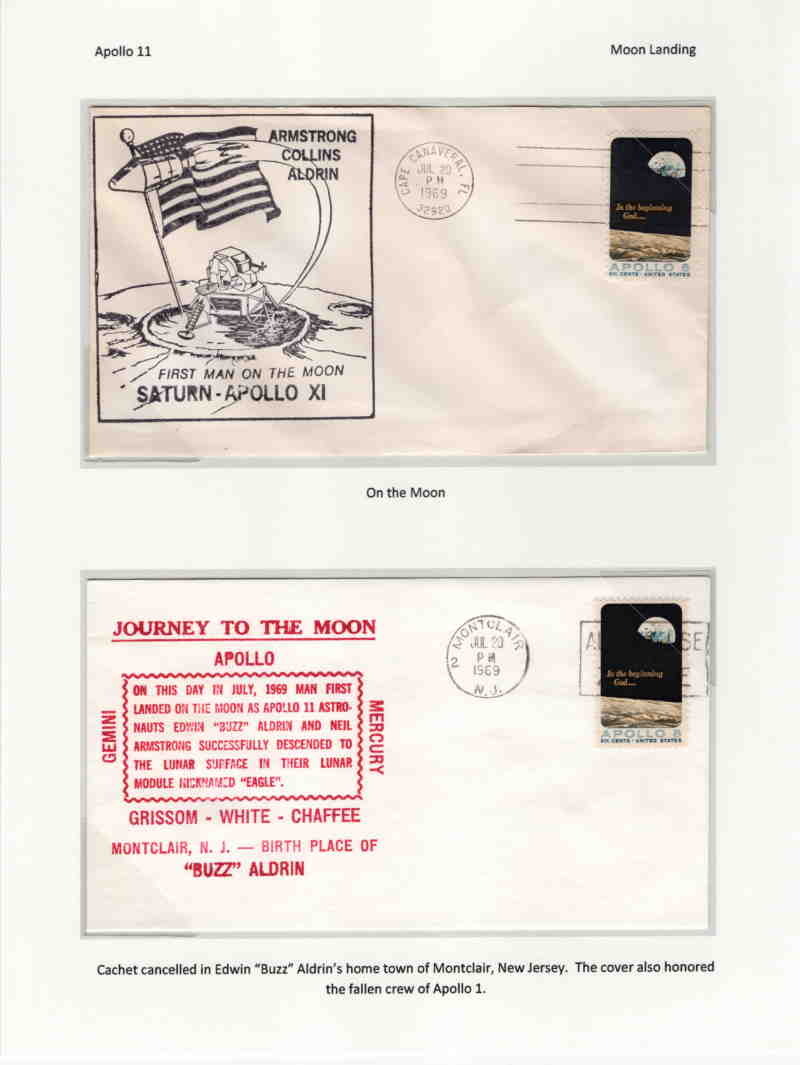 Apollo 11
Moon Landing
ARMSTRONG
COLLINS
ALDRIN
CAPE CANAVERAL, FL
JUL 20
PM
1969
32920
In the beginning
God...
APOLLO 8
SIX CENTS · UNITED STATES
FIRST MAN ON THE MOON
SATURN - APOLLO XI
On the Moon
JOURNEY TO THE MOON
APOLLO
GEMINI
ON THIS DAY IN JULY, 1969 MAN FIRST
LANDED ON THE MOON AS APOLLO 11 ASTRO-
NAUTS EDWIN "BUZZ" ALDRIN AND NEIL
ARMSTRONG SUCCESSFULLY DESCENDED TO
THE LUNAR SURFACE IN THEIR LUNAR
MODULE NICKNAMED "EAGLE".
MERCURY
GRISSOM - WHITE - CHAFFEE
MONTCLAIR, N. J. — BIRTH PLACE OF
"BUZZ" ALDRIN
MONTCLAIR
JUL 20
2 PM
1969
N.J.
In the beginning
God...
APOLLO 8
SIX CENTS · UNITED STATES
Cachet cancelled in Edwin "Buzz" Aldrin's home town of Montclair, New Jersey. The cover also honored
the fallen crew of Apollo 1.